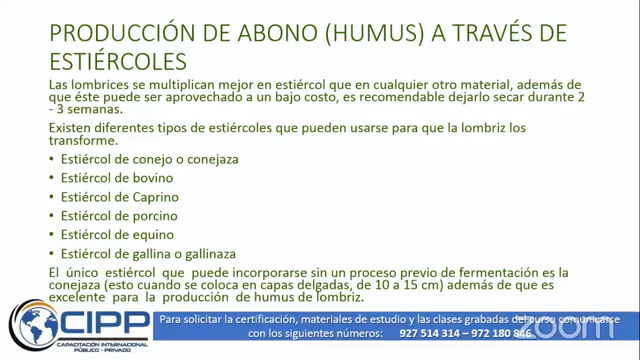 PRODUCCIÓN DE ABONO (HUMUS) A TRAVÉS DE
ESTIÉRCOLES
Las lombrices se multiplican mejor en estiércol que en cualquier otro material, además de
que éste puede ser aprovechado a un bajo costo, es recomendable dejarlo secar durante 2
- 3 semanas.
Existen diferentes tipos de estiércoles que pueden usarse para que la lombriz los
transforme.
• Estiércol de conejo o conejaza
• Estiércol de bovino
• Estiércol de Caprino
• Estiércol de porcino
• Estiércol de equino
• Estiércol de gallina o gallinaza
El único estiércol que puede incorporarse sin un proceso previo de fermentación es la
conejaza (esto cuando se coloca en capas delgadas, de 10 a 15 cm) además de que es
excelente para la producción de humus de lombriz.
CIPP
CAPACITACIÓN INTERNACIONAL
PÚBLICO - PRIVADO
Para solicitar la certificación, materiales de estudio y las clases grabadas del curso comunicarse
con los siguientes números: 927 514 314 – 972 180 846
zoom